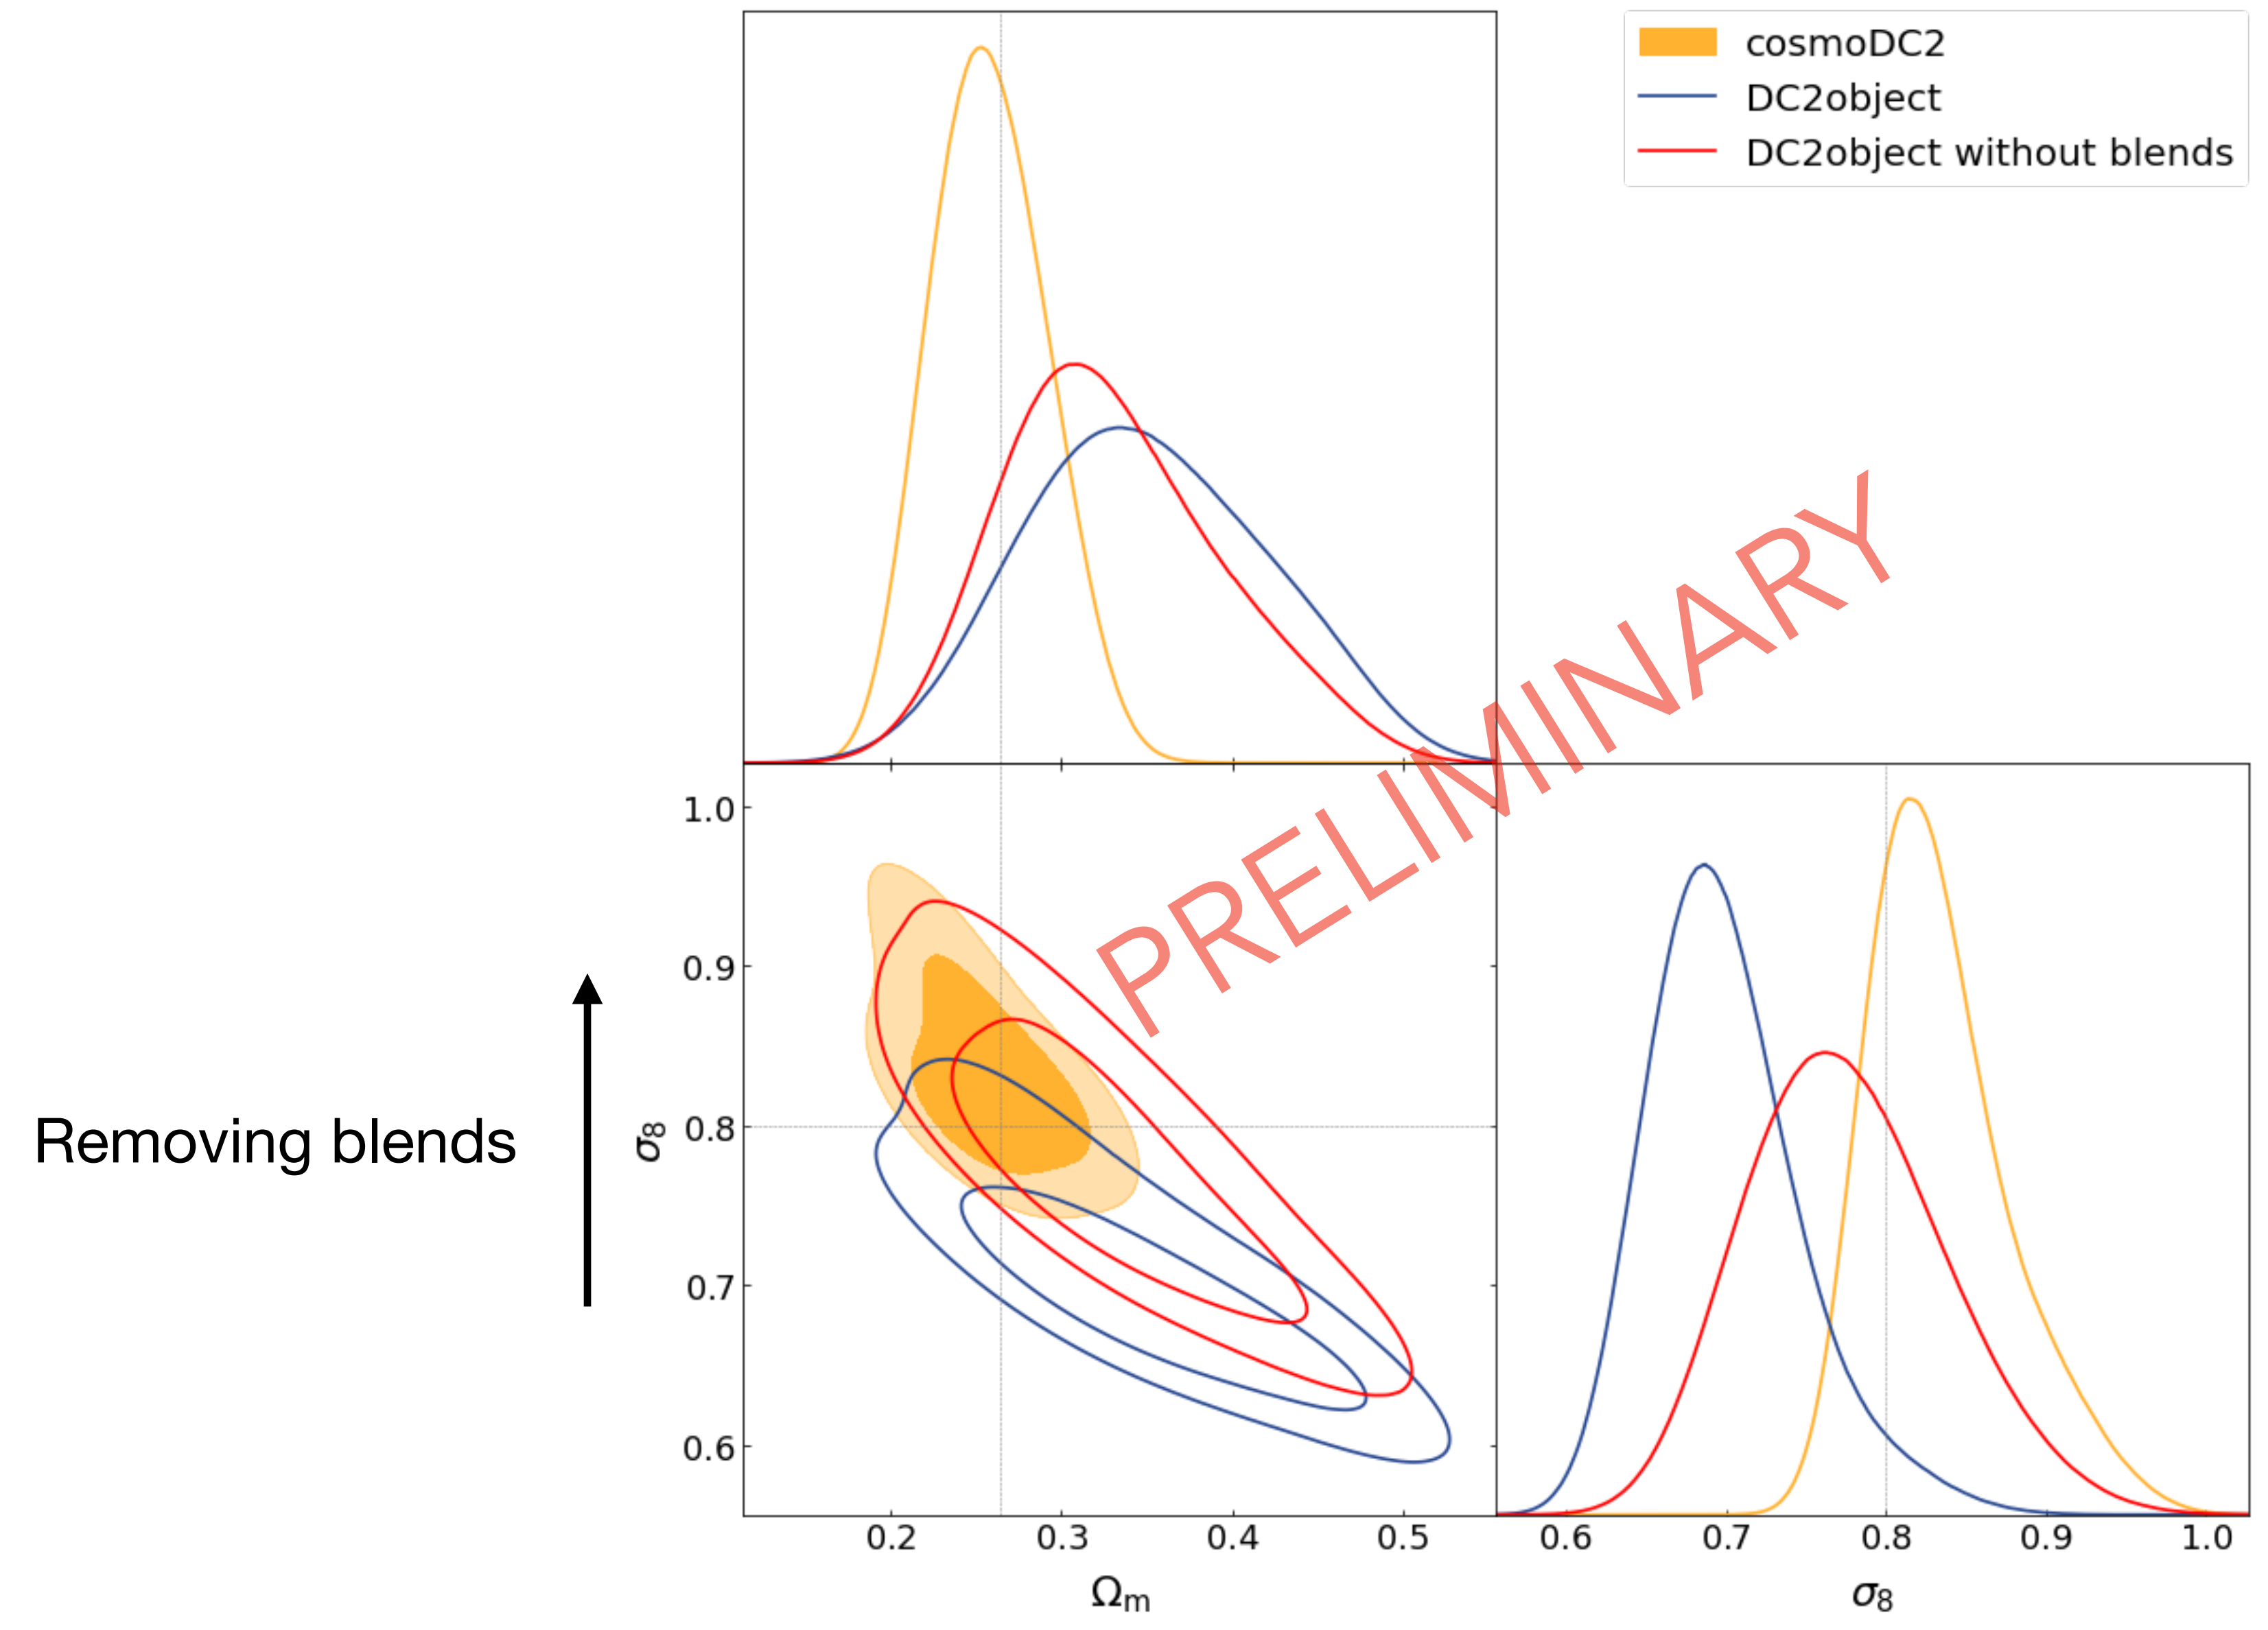 cosmoDC2
DC2object
DC2object without blends
PRELIMINARY
1.0
0.9
0.8
0.7
0.6
σ8
Removing blends
0.2 0.3 0.4 0.5 0.6 0.7 0.8 0.9 1.0
Ωm σ8